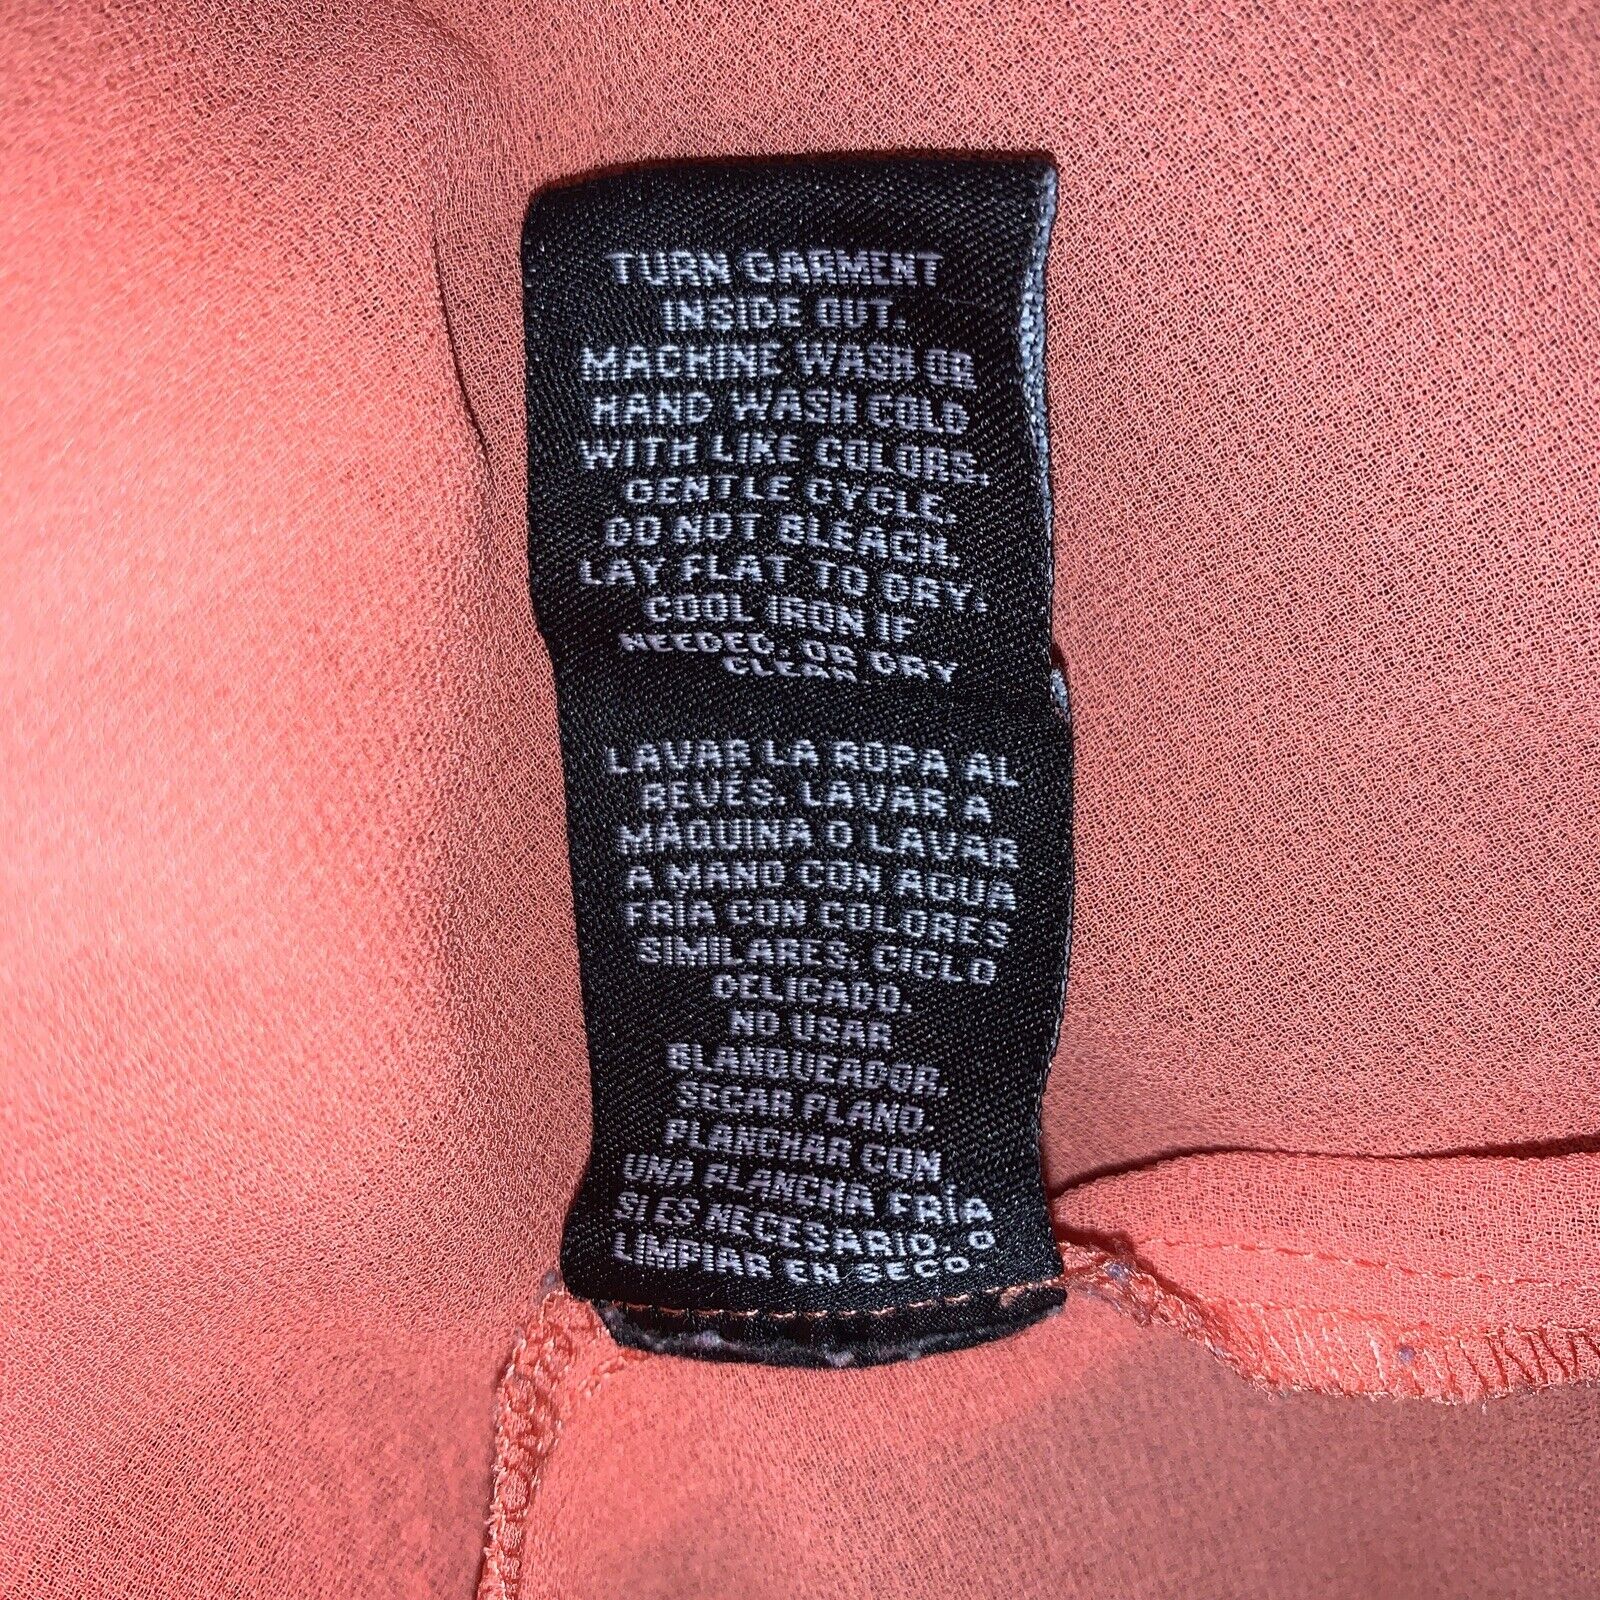 TURN GARMENT
INSIDE OUT.
MACHINE WASH OR
HAND WASH COLD
WITH LIKE COLORS.
GENTLE CYCLE.
DO NOT BLEACH.
LAY FLAT TO DRY.
COOL IRON IF
NEEDED. OR DRY
CLEAN
LAVAR LA ROPA AL
REVÉS. LAVAR A
MÁQUINA O LAVAR
A MANO CON AGUA
FRÍA CON COLORES
SIMILARES. CICLO
DELICADO.
NO USAR
BLANQUEADOR.
SECAR PLANO.
PLANCHAR CON
UNA PLANCHA FRÍA
SI ES NECESARIO. O
LIMPIAR EN SECO